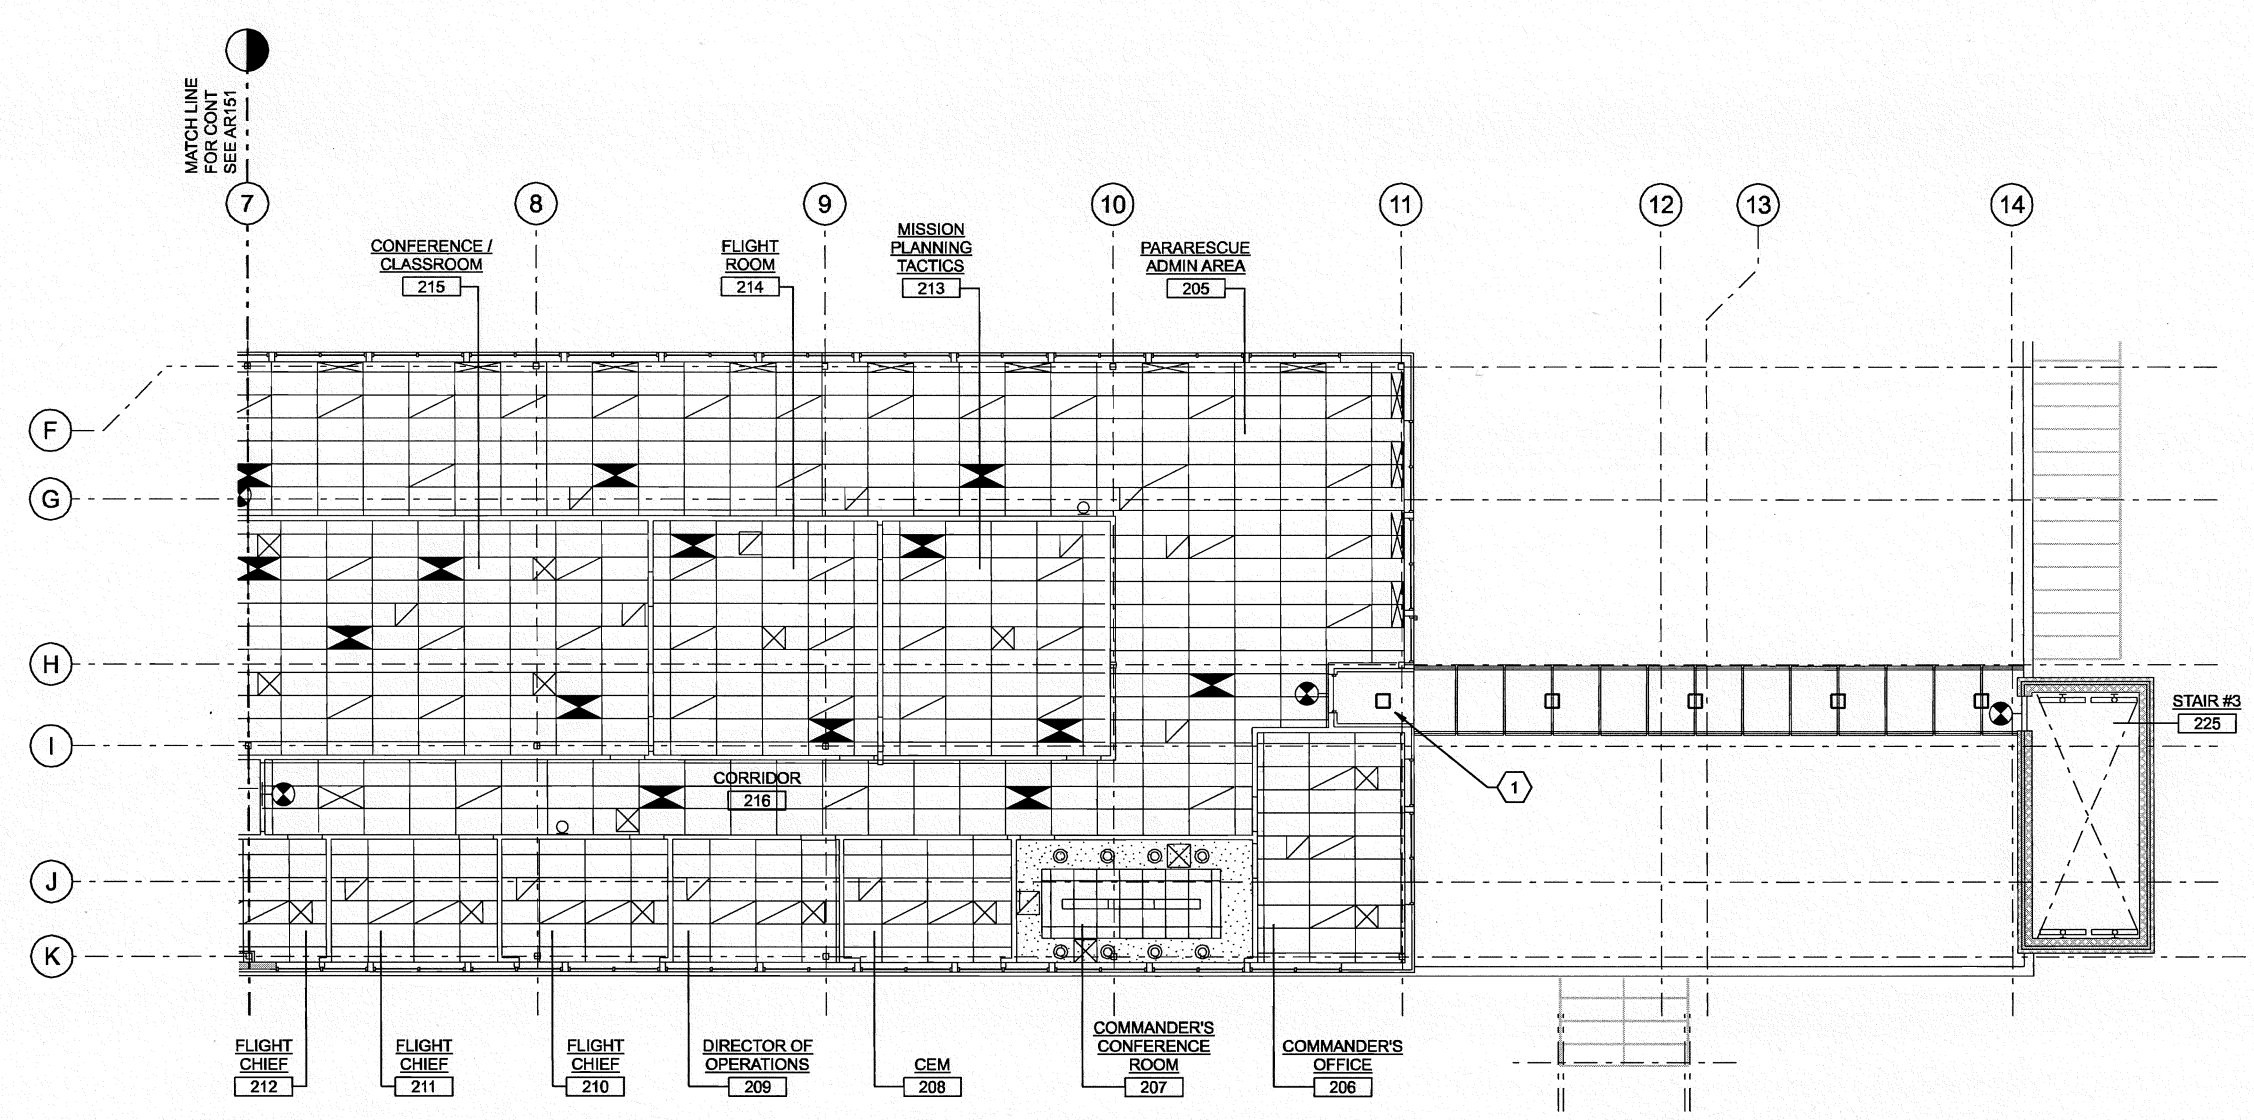 MATCH LINE
FOR CONT
SEE AR151
7
8
9
10
11
12
13
14
CONFERENCE /
CLASSROOM
215
FLIGHT
ROOM
214
MISSION
PLANNING
TACTICS
213
PARARESCUE
ADMIN AREA
205
F
G
H
I
J
K
CORRIDOR
216
1
STAIR #3
225
FLIGHT
CHIEF
212
FLIGHT
CHIEF
211
FLIGHT
CHIEF
210
DIRECTOR OF
OPERATIONS
209
CEM
208
COMMANDER'S
CONFERENCE
ROOM
207
COMMANDER'S
OFFICE
206